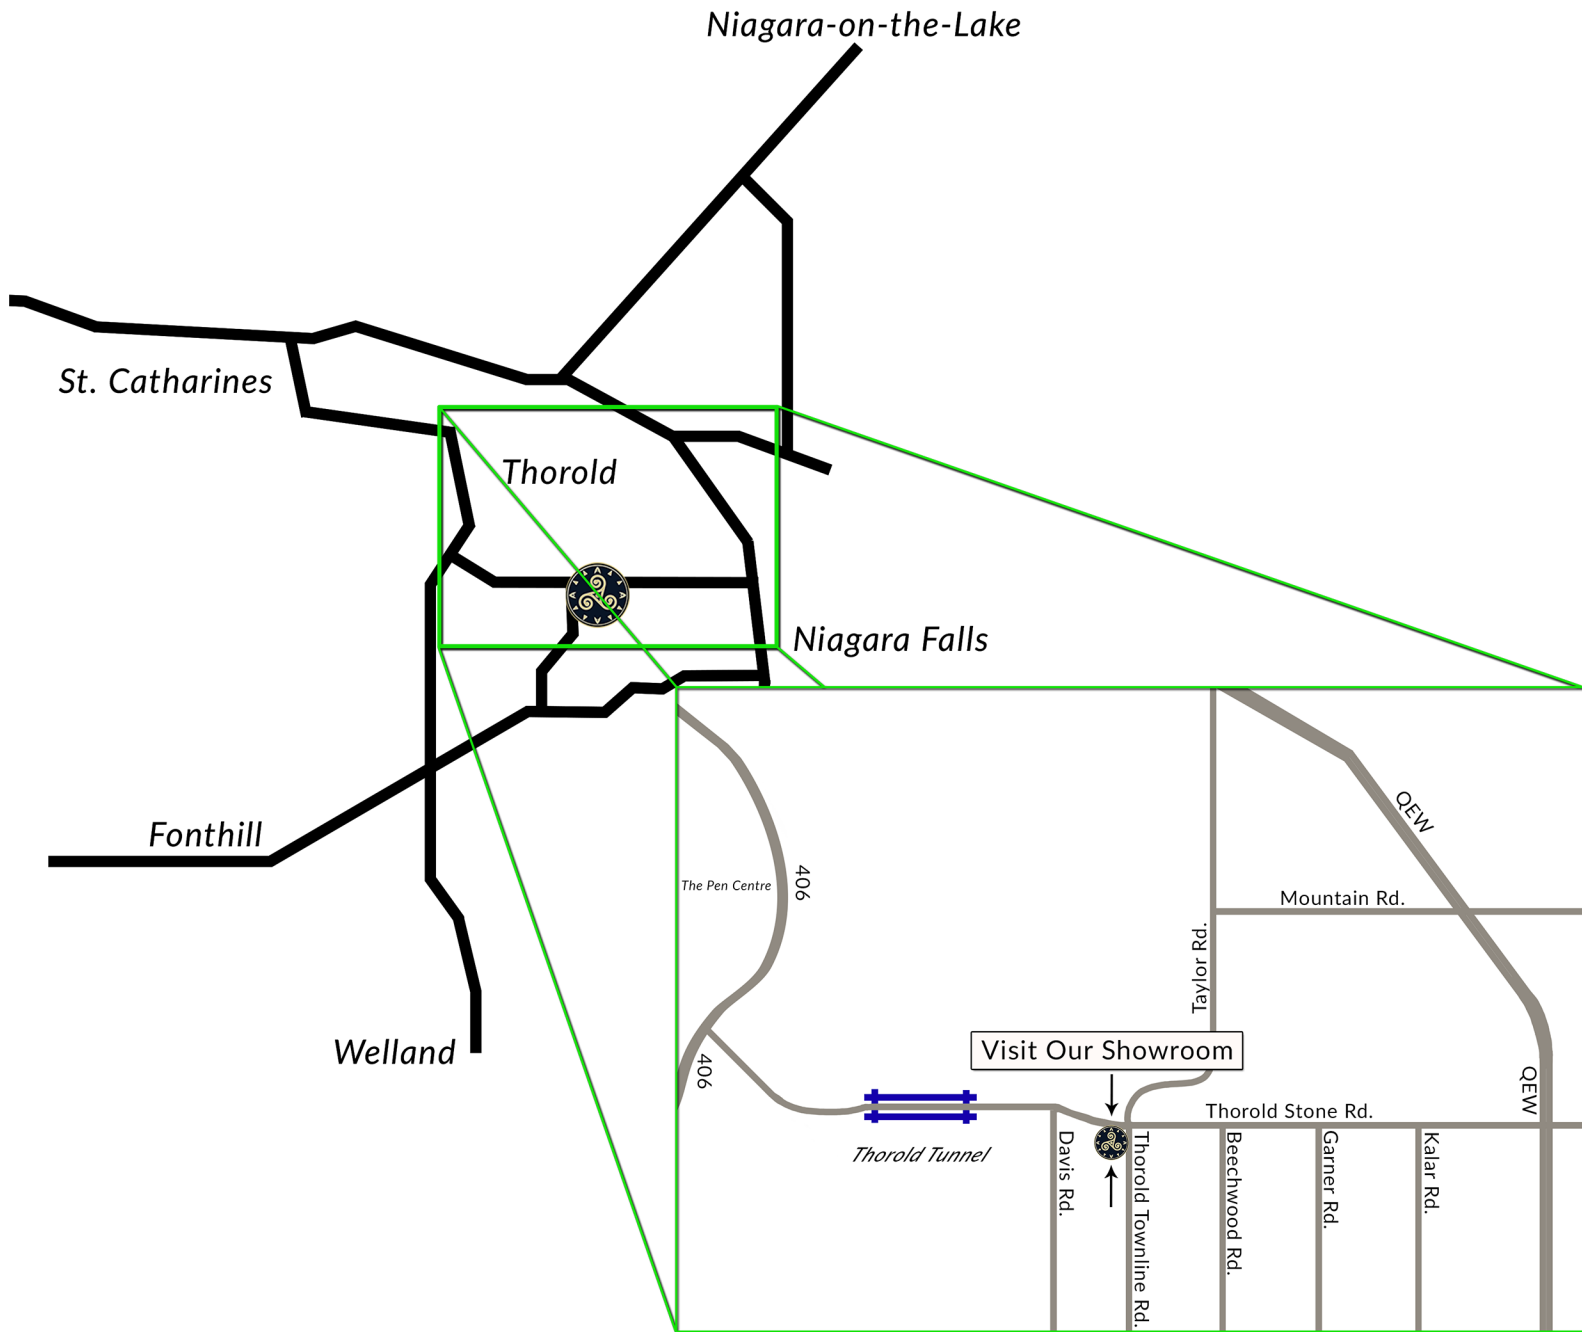 Niagara-on-the-Lake
St. Catharines
Thorold
Niagara Falls
Fonthill
Welland
QEW
The Pen Centre
406
Mountain Rd.
Taylor Rd.
Visit Our Showroom
406
QEW
Thorold Stone Rd.
Thorold Tunnel
Davis Rd.
Thorold Townline Rd.
Beechwood Rd.
Garner Rd.
Kalar Rd.